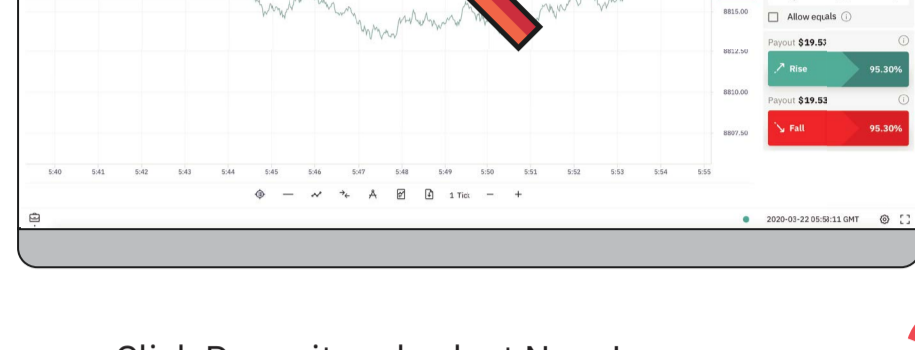 8815.00
Allow equals
8812.50
Payout $19.53
Rise 95.30%
8810.00
Payout $19.53
8807.50
Fall 95.30%
5:40 5:41 5:42 5:43 5:44 5:45 5:46 5:47 5:48 5:49 5:50 5:51 5:52 5:53 5:54 5:55
1 Tick
2020-03-22 05:51:11 GMT